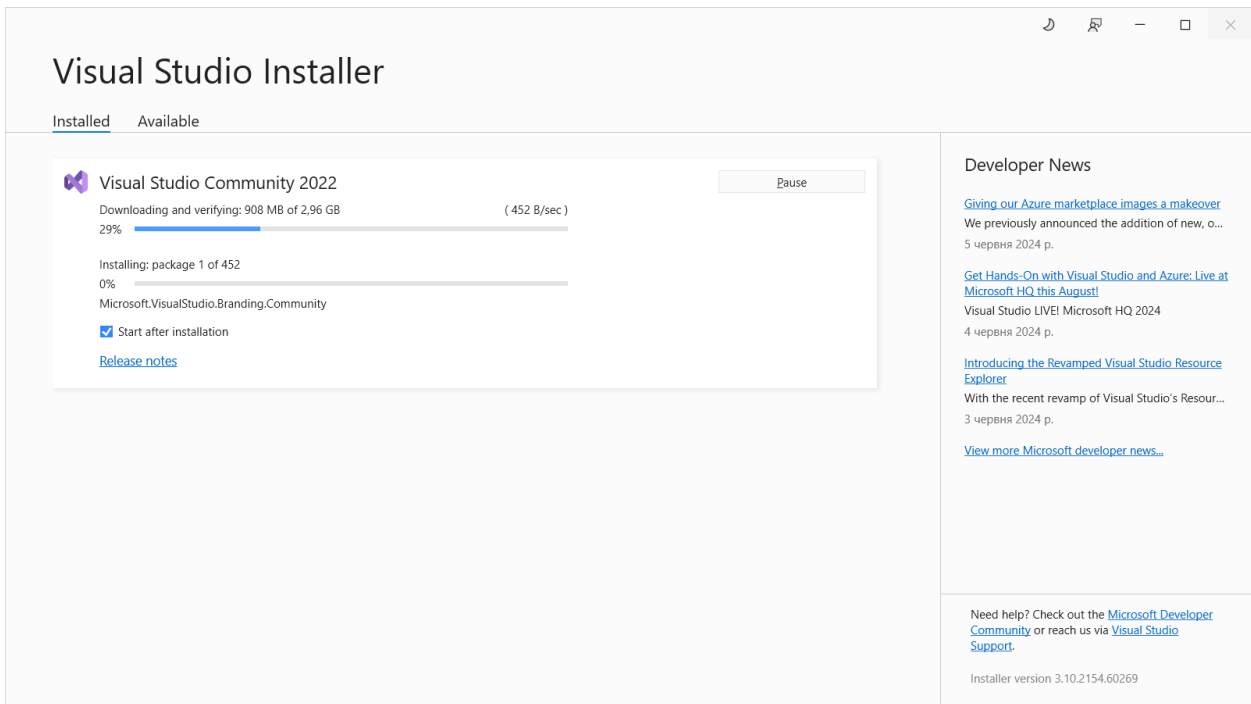 Visual Studio Installer
Installed
Available
Visual Studio Community 2022
Pause
Downloading and verifying: 908 MB of 2,96 GB
( 452 B/sec )
29%
Installing: package 1 of 452
0%
Microsoft.VisualStudio.Branding.Community
Start after installation
Release notes
Developer News
Giving our Azure marketplace images a makeover
We previously announced the addition of new, o...
5 червня 2024 р.
Get Hands-On with Visual Studio and Azure: Live at
Microsoft HQ this August!
Visual Studio LIVE! Microsoft HQ 2024
4 червня 2024 р.
Introducing the Revamped Visual Studio Resource
Explorer
With the recent revamp of Visual Studio's Resour...
3 червня 2024 р.
View more Microsoft developer news...
Need help? Check out the Microsoft Developer
Community or reach us via Visual Studio
Support.
Installer version 3.10.2154.60269